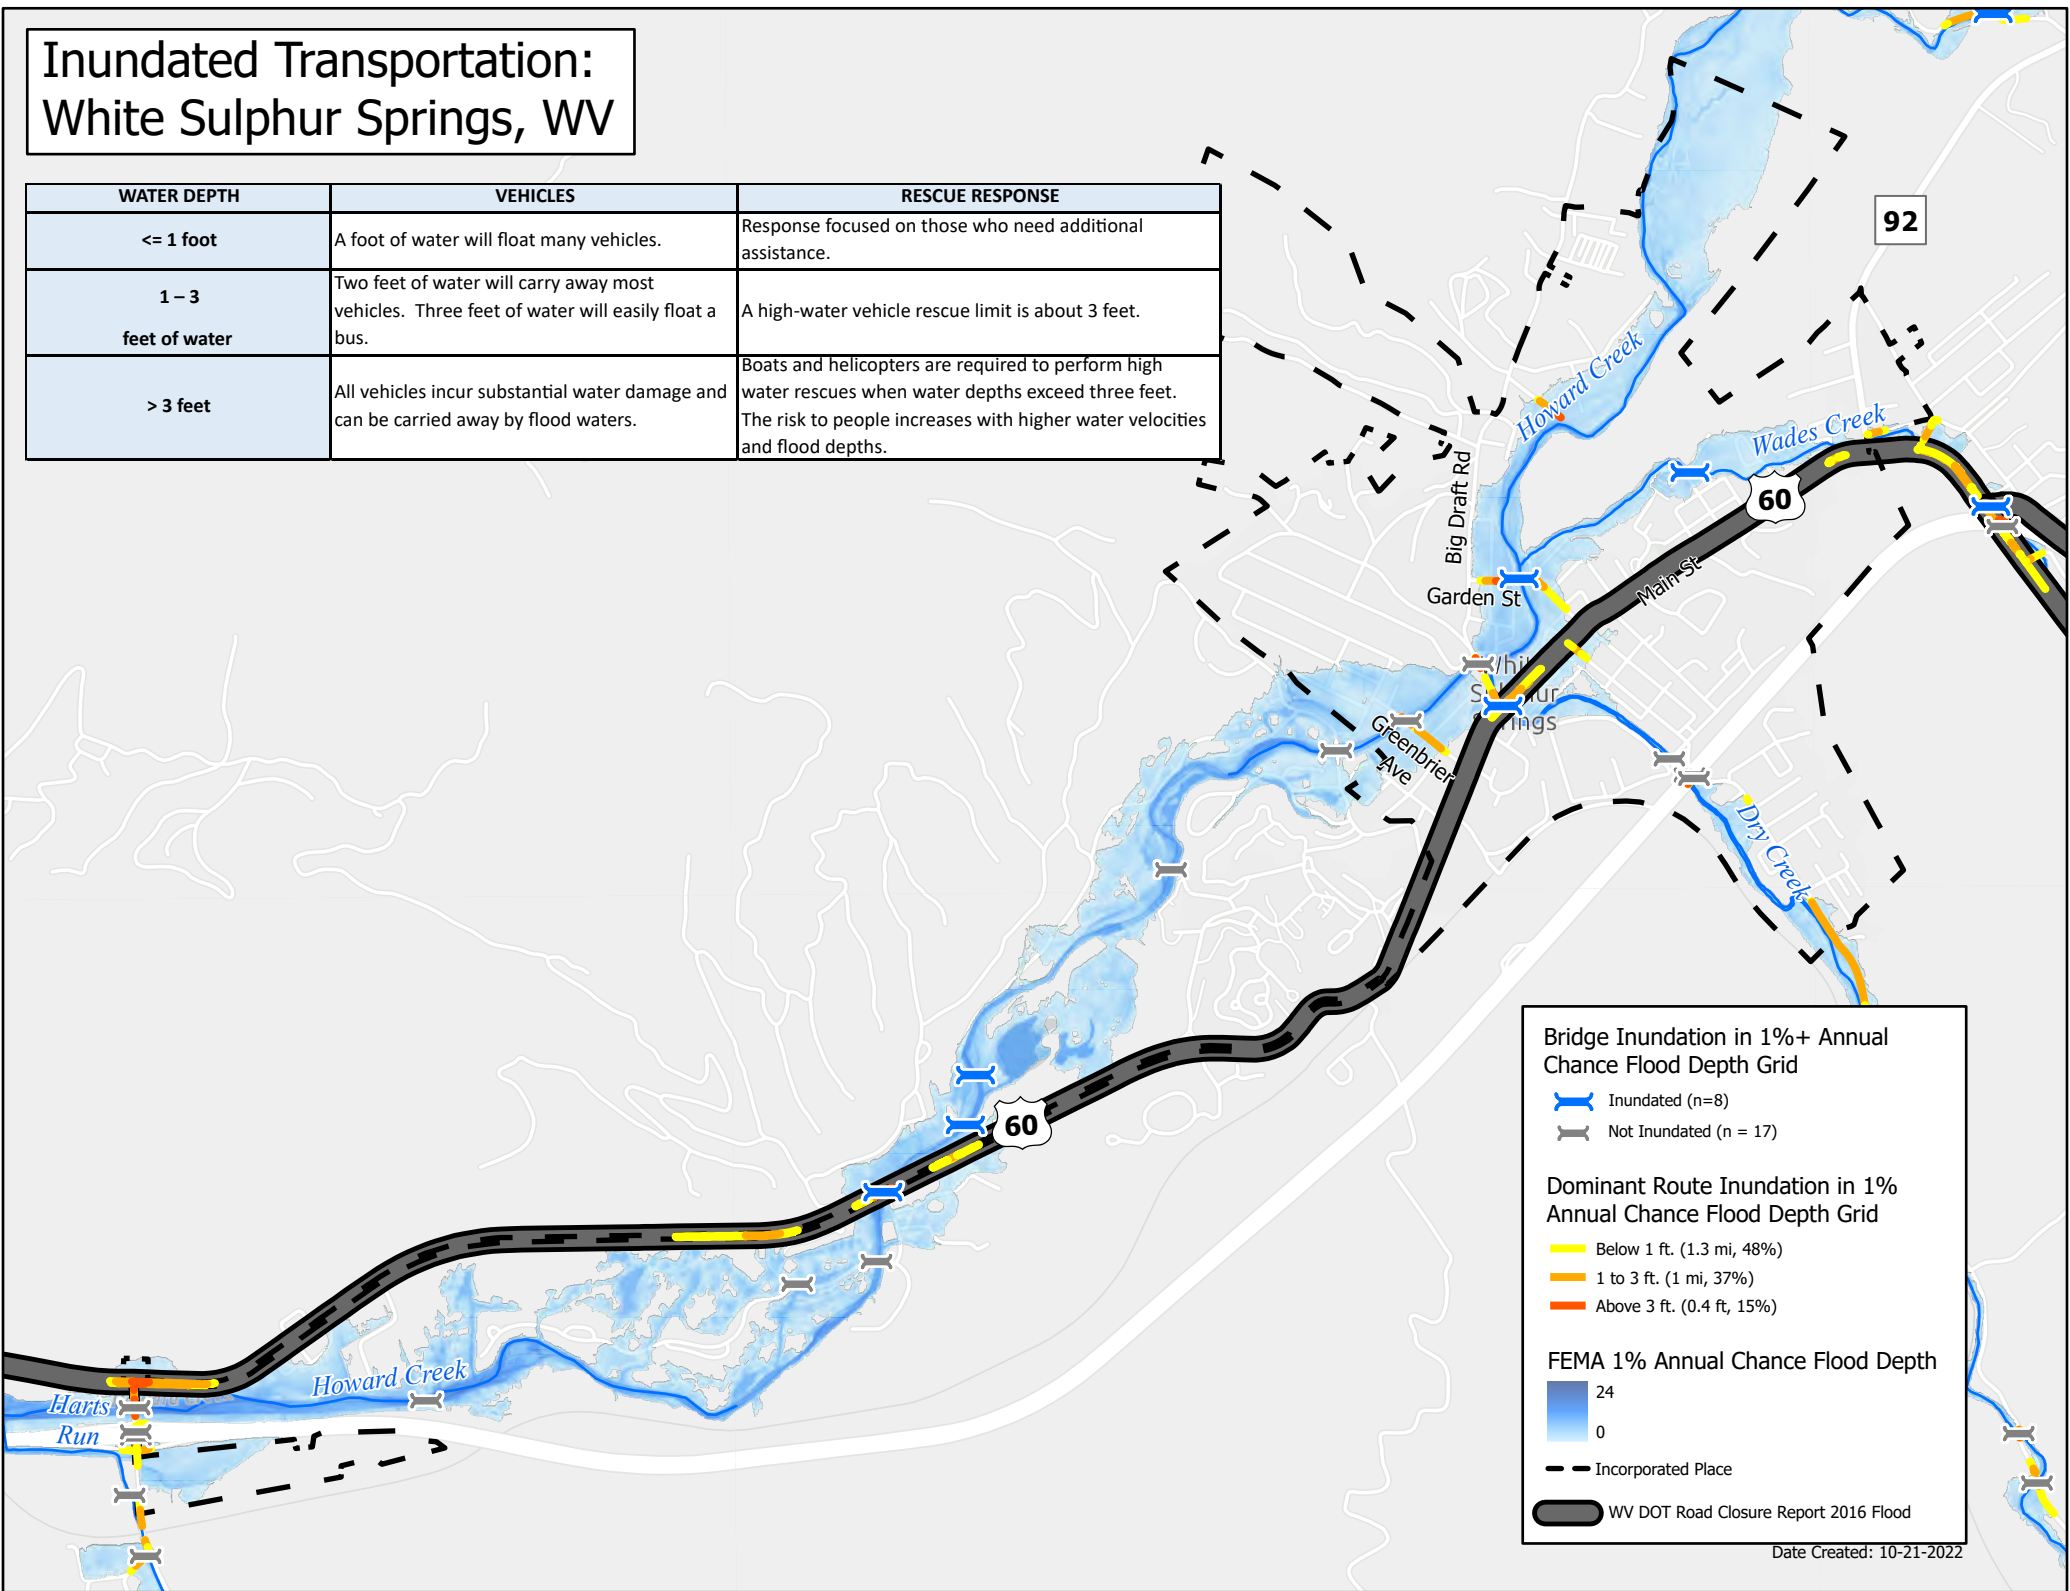 Inundated Transportation:
White Sulphur Springs, WV
WATER DEPTH
VEHICLES
RESCUE RESPONSE
<= 1 foot
A foot of water will float many vehicles.
Response focused on those who need additional
assistance.
1 – 3
feet of water
Two feet of water will carry away most
vehicles.  Three feet of water will easily float a
bus.
A high-water vehicle rescue limit is about 3 feet.
> 3 feet
All vehicles incur substantial water damage and
can be carried away by flood waters.
Boats and helicopters are required to perform high
water rescues when water depths exceed three feet.
The risk to people increases with higher water velocities
and flood depths.
92
Howard Creek
Wades Creek
60
Big Draft Rd
Main St
Garden St
Greenbrier
Ave
Dry Creek
60
Howard Creek
Harts
Run
Bridge Inundation in 1%+ Annual
Chance Flood Depth Grid
Inundated (n=8)
Not Inundated (n = 17)
Dominant Route Inundation in 1%
Annual Chance Flood Depth Grid
Below 1 ft. (1.3 mi, 48%)
1 to 3 ft. (1 mi, 37%)
Above 3 ft. (0.4 ft, 15%)
FEMA 1% Annual Chance Flood Depth
24
0
Incorporated Place
WV DOT Road Closure Report 2016 Flood
Date Created: 10-21-2022